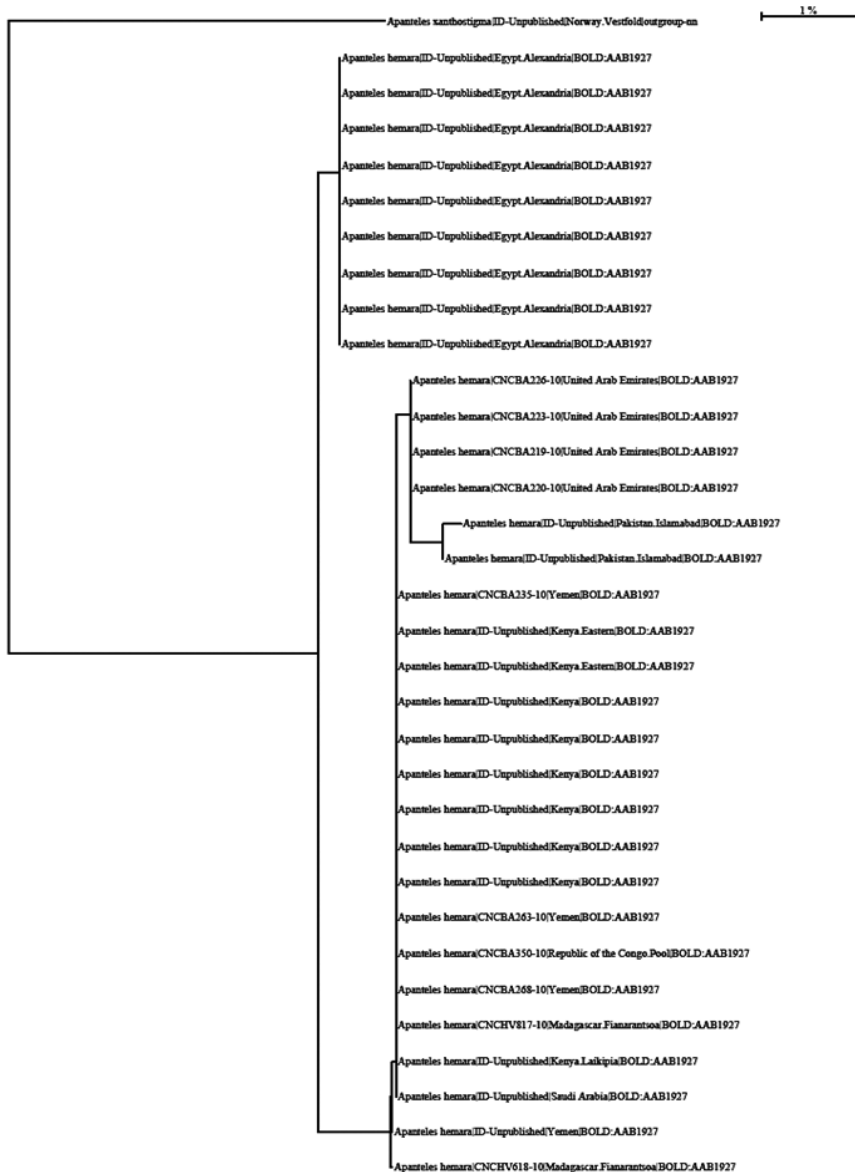 1%
Apanteles xanthostigma|ID-Unpublished|Norway.Vestfold|outgroup-nn
Apanteles hemara|ID-Unpublished|Egypt.Alexandria|BOLD:AAB1927
Apanteles hemara|ID-Unpublished|Egypt.Alexandria|BOLD:AAB1927
Apanteles hemara|ID-Unpublished|Egypt.Alexandria|BOLD:AAB1927
Apanteles hemara|ID-Unpublished|Egypt.Alexandria|BOLD:AAB1927
Apanteles hemara|ID-Unpublished|Egypt.Alexandria|BOLD:AAB1927
Apanteles hemara|ID-Unpublished|Egypt.Alexandria|BOLD:AAB1927
Apanteles hemara|ID-Unpublished|Egypt.Alexandria|BOLD:AAB1927
Apanteles hemara|ID-Unpublished|Egypt.Alexandria|BOLD:AAB1927
Apanteles hemara|ID-Unpublished|Egypt.Alexandria|BOLD:AAB1927
Apanteles hemara|CNCBA226-10|United Arab Emirates|BOLD:AAB1927
Apanteles hemara|CNCBA223-10|United Arab Emirates|BOLD:AAB1927
Apanteles hemara|CNCBA219-10|United Arab Emirates|BOLD:AAB1927
Apanteles hemara|CNCBA220-10|United Arab Emirates|BOLD:AAB1927
Apanteles hemara|ID-Unpublished|Pakistan.Islamabad|BOLD:AAB1927
Apanteles hemara|ID-Unpublished|Pakistan.Islamabad|BOLD:AAB1927
Apanteles hemara|CNCBA235-10|Yemen|BOLD:AAB1927
Apanteles hemara|ID-Unpublished|Kenya.Eastern|BOLD:AAB1927
Apanteles hemara|ID-Unpublished|Kenya.Eastern|BOLD:AAB1927
Apanteles hemara|ID-Unpublished|Kenya|BOLD:AAB1927
Apanteles hemara|ID-Unpublished|Kenya|BOLD:AAB1927
Apanteles hemara|ID-Unpublished|Kenya|BOLD:AAB1927
Apanteles hemara|ID-Unpublished|Kenya|BOLD:AAB1927
Apanteles hemara|ID-Unpublished|Kenya|BOLD:AAB1927
Apanteles hemara|ID-Unpublished|Kenya|BOLD:AAB1927
Apanteles hemara|CNCBA263-10|Yemen|BOLD:AAB1927
Apanteles hemara|CNCBA350-10|Republic of the Congo.Pool|BOLD:AAB1927
Apanteles hemara|CNCBA268-10|Yemen|BOLD:AAB1927
Apanteles hemara|CNCHV817-10|Madagascar.Fianarantsoa|BOLD:AAB1927
Apanteles hemara|ID-Unpublished|Kenya.Laikipia|BOLD:AAB1927
Apanteles hemara|ID-Unpublished|Saudi Arabia|BOLD:AAB1927
Apanteles hemara|ID-Unpublished|Yemen|BOLD:AAB1927
Apanteles hemara|CNCHV618-10|Madagascar.Fianarantsoa|BOLD:AAB1927